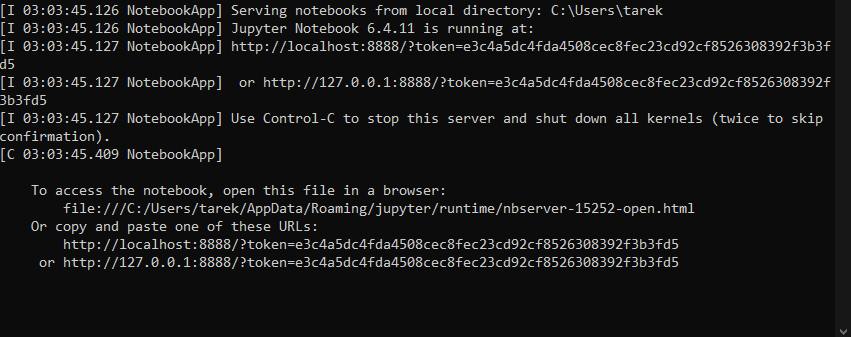 [I 03:03:45.126 NotebookApp] Serving notebooks from local directory: C:\Users\tarek
[I 03:03:45.126 NotebookApp] Jupyter Notebook 6.4.11 is running at:
[I 03:03:45.127 NotebookApp] http://localhost:8888/?token=e3c4a5dc4fda4508cec8fec23cd92cf8526308392f3b3f
d5
[I 03:03:45.127 NotebookApp]  or http://127.0.0.1:8888/?token=e3c4a5dc4fda4508cec8fec23cd92cf8526308392f
3b3fd5
[I 03:03:45.127 NotebookApp] Use Control-C to stop this server and shut down all kernels (twice to skip
confirmation).
[C 03:03:45.409 NotebookApp]
To access the notebook, open this file in a browser:
file:///C:/Users/tarek/AppData/Roaming/jupyter/runtime/nbserver-15252-open.html
Or copy and paste one of these URLs:
http://localhost:8888/?token=e3c4a5dc4fda4508cec8fec23cd92cf8526308392f3b3fd5
or http://127.0.0.1:8888/?token=e3c4a5dc4fda4508cec8fec23cd92cf8526308392f3b3fd5